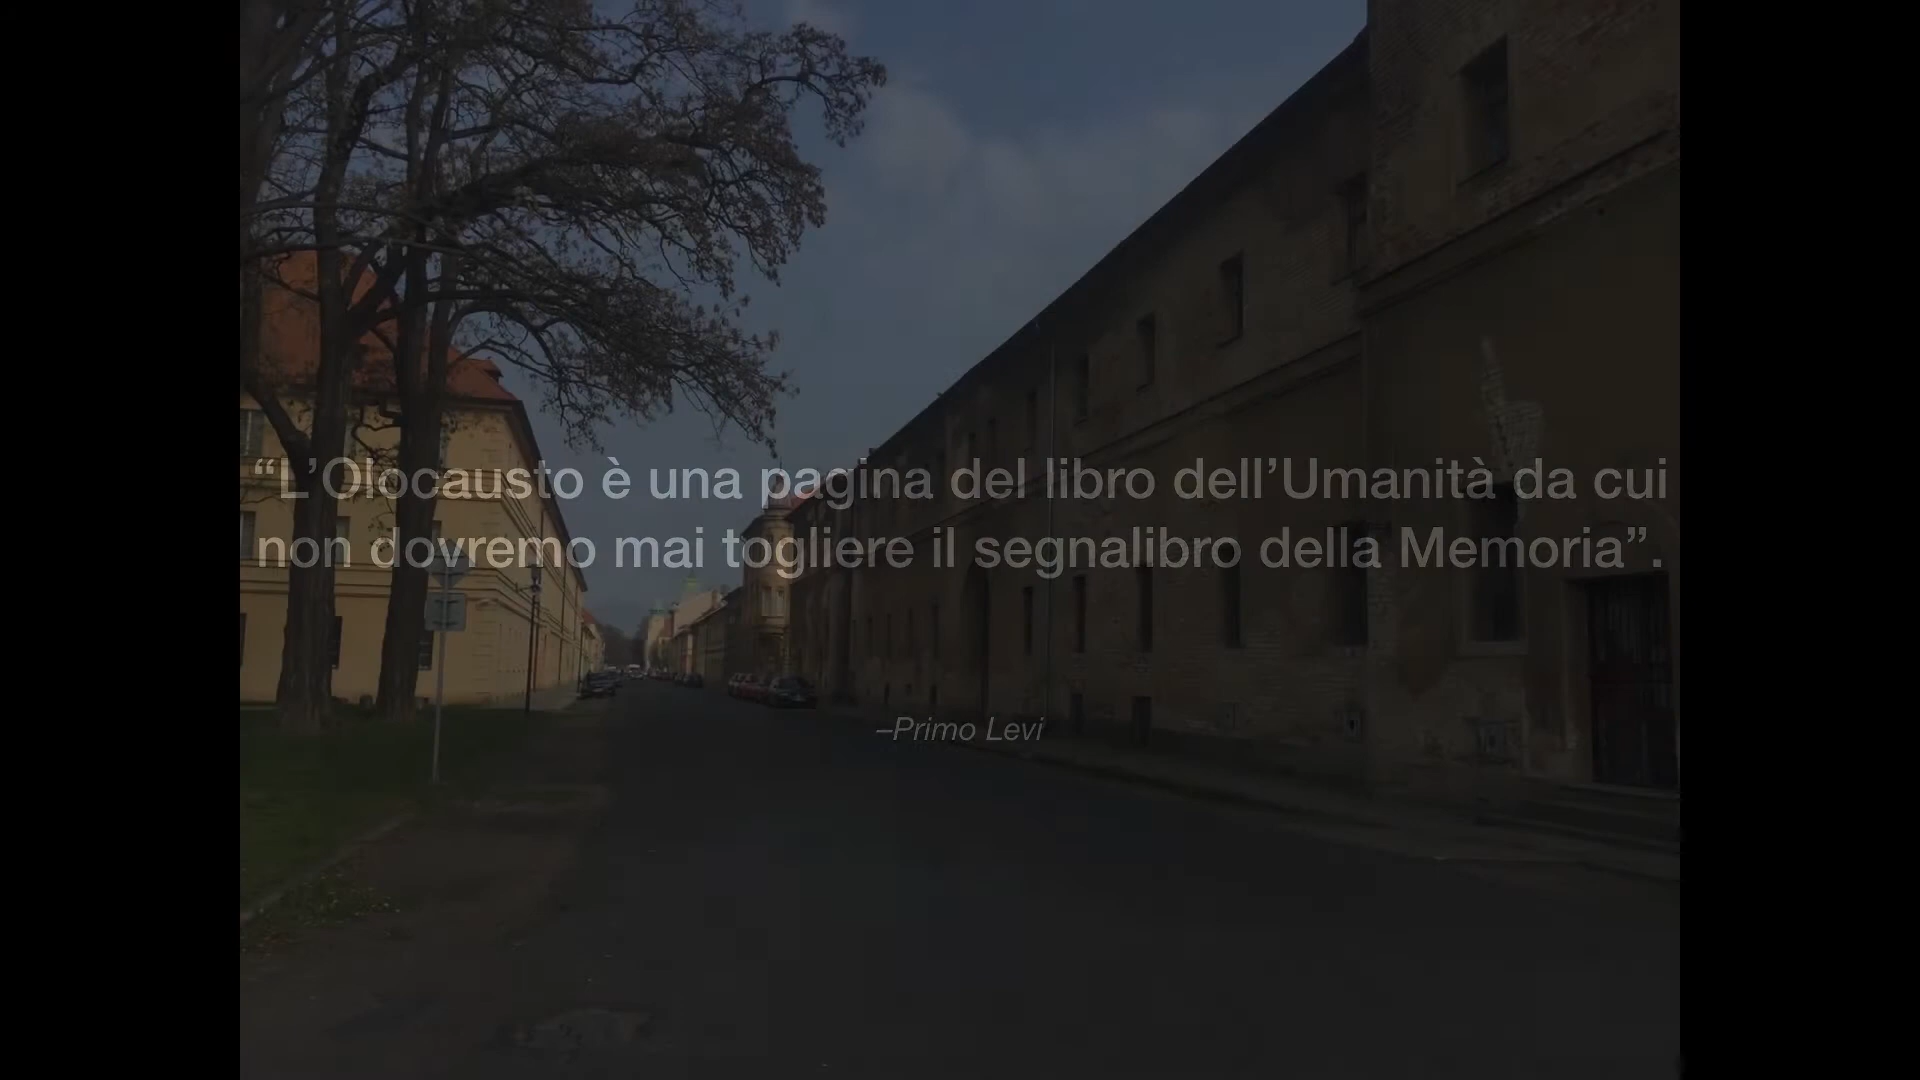 “L’Olocausto è una pagina del libro dell’Umanità da cui
non dovremo mai togliere il segnalibro della Memoria”.
–Primo Levi